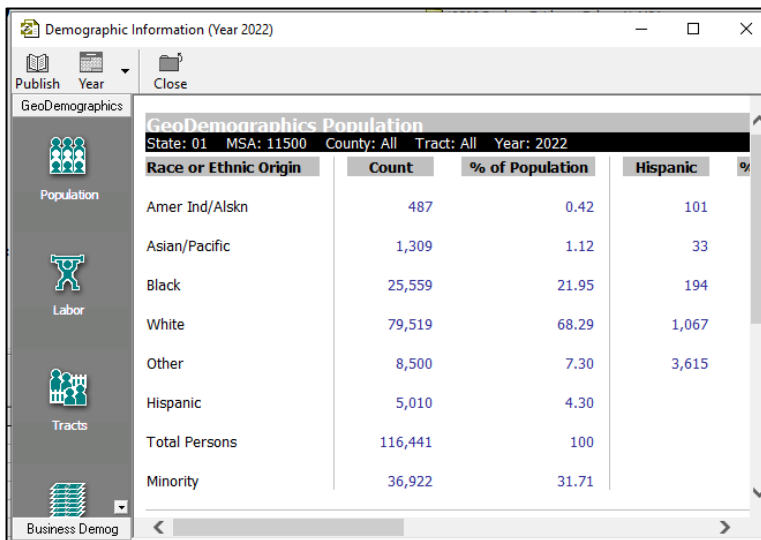 Demographic Information (Year 2022)
Publish Year Close
GeoDemographics
Population
Labor
Tracts
Business Demog
GeoDemographics Population
State: 01 MSA: 11500 County: All Tract: All Year: 2022
Race or Ethnic Origin Count % of Population Hispanic %
Amer Ind/Alskn 487 0.42 101
Asian/Pacific 1,309 1.12 33
Black 25,559 21.95 194
White 79,519 68.29 1,067
Other 8,500 7.30 3,615
Hispanic 5,010 4.30
Total Persons 116,441 100
Minority 36,922 31.71